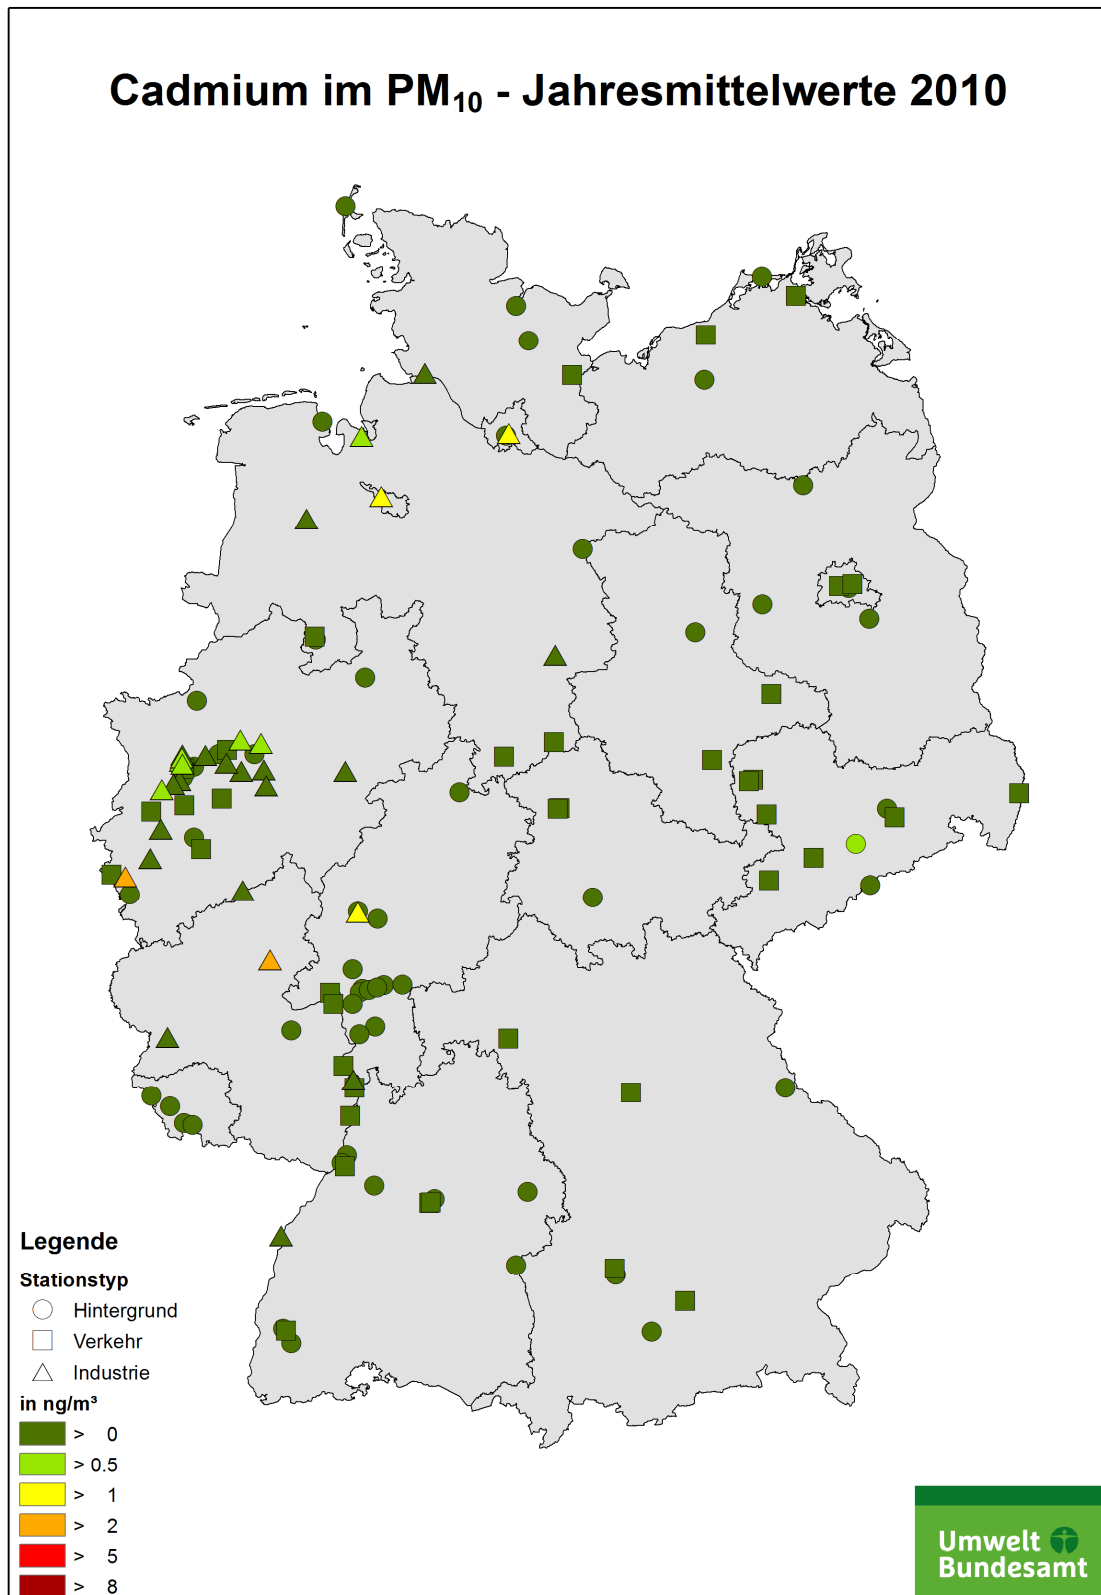 Cadmium im PM₁₀ - Jahresmittelwerte 2010
Legende
Stationstyp
Hintergrund
Verkehr
Industrie
in ng/m³
> 0
> 0.5
> 1
> 2
> 5
> 8
Umwelt
Bundesamt